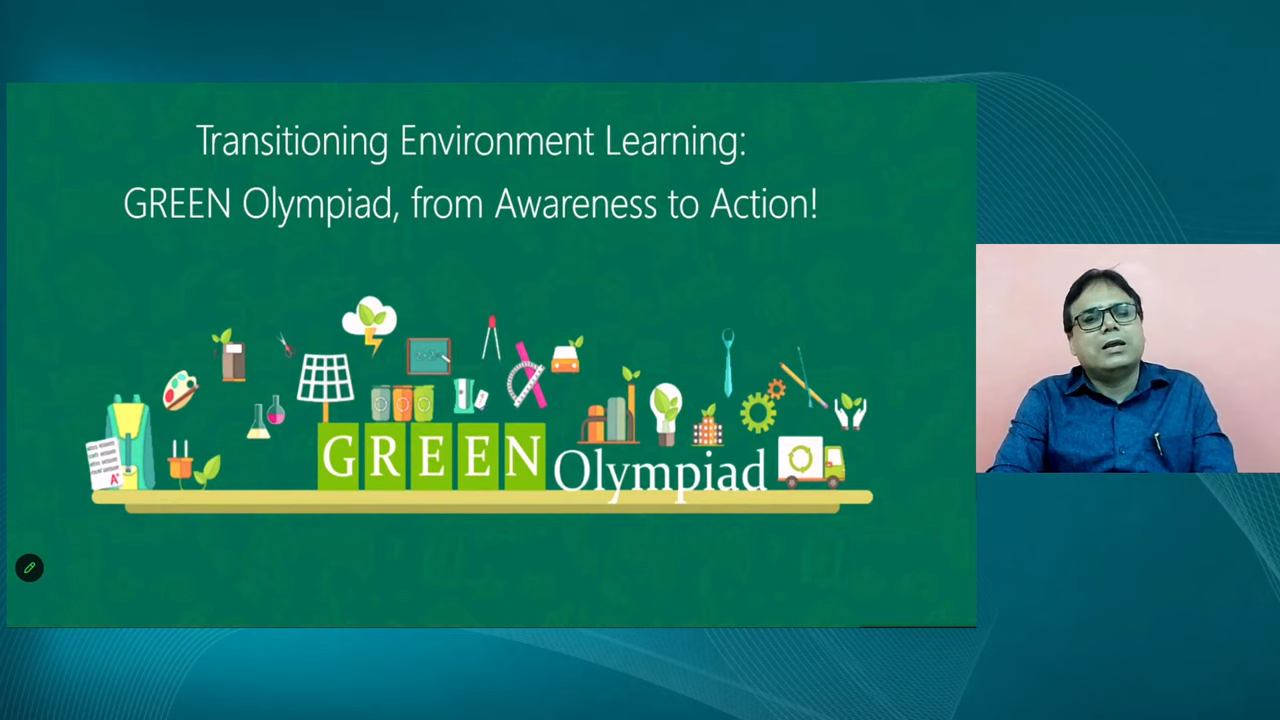 Transitioning Environment Learning:
GREEN Olympiad, from Awareness to Action!
GREEN Olympiad
A+